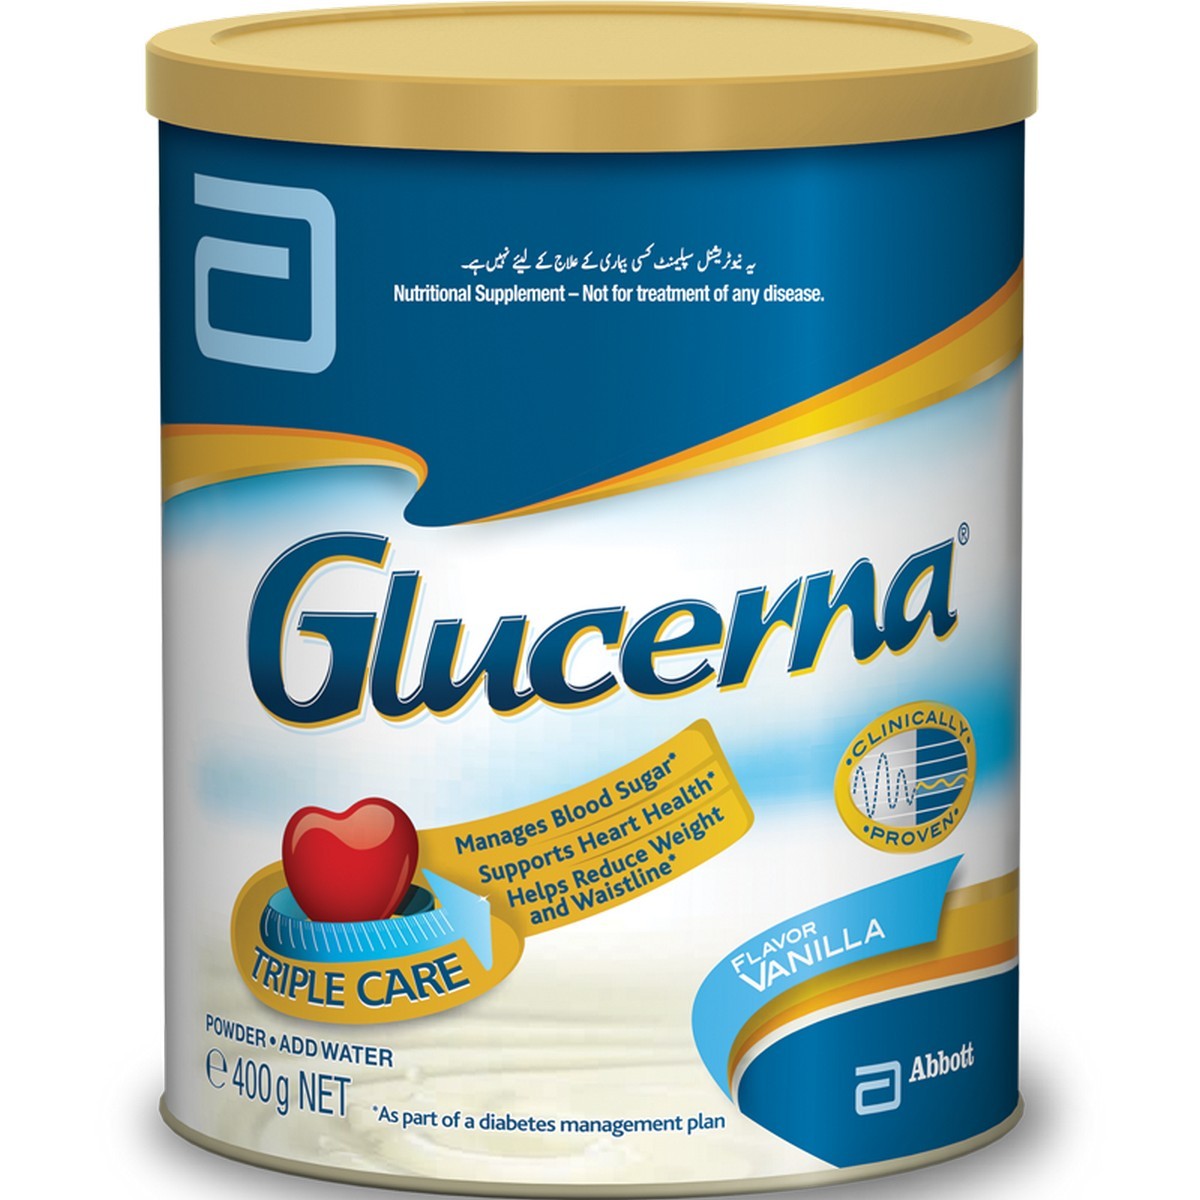 یہ نیوٹریشنل سپلیمنٹ کسی بیماری کے علاج کے لیئے نہیں ہے۔
Nutritional Supplement – Not for treatment of any disease.
Glucerna®
CLINICALLY
PROVEN
Manages Blood Sugar*
Supports Heart Health*
Helps Reduce Weight
and Waistline*
TRIPLE CARE
FLAVOR
VANILLA
POWDER • ADD WATER
℮ 400g NET
*As part of a diabetes management plan
Abbott